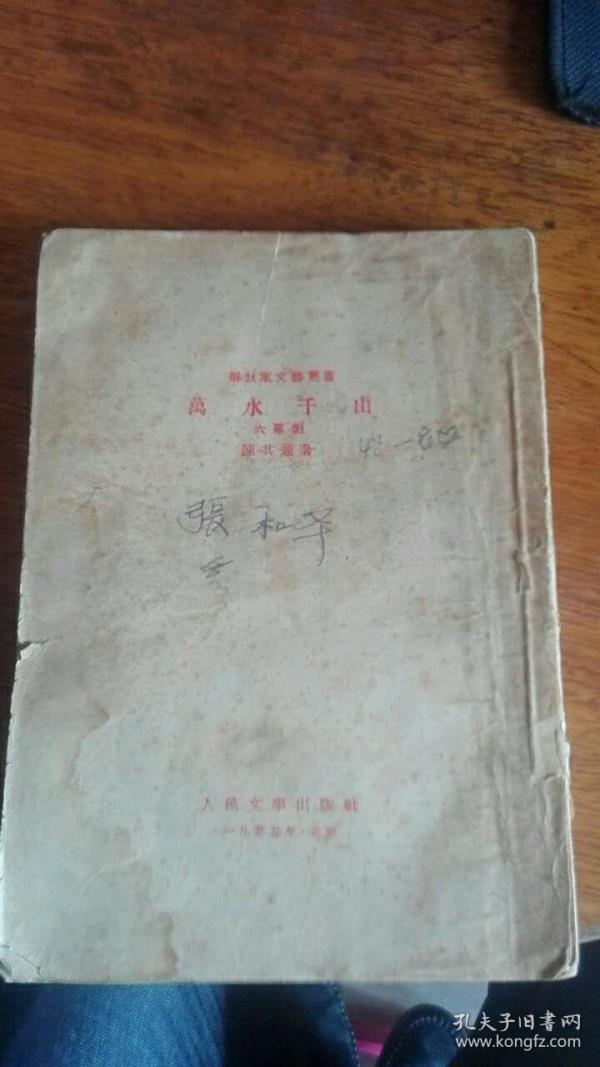 解放軍文藝叢書
萬水千山
六幕劇
陳其通著
張和华
人民文學出版社
一九五五年·北京
孔夫子旧书网
www.kongfz.com